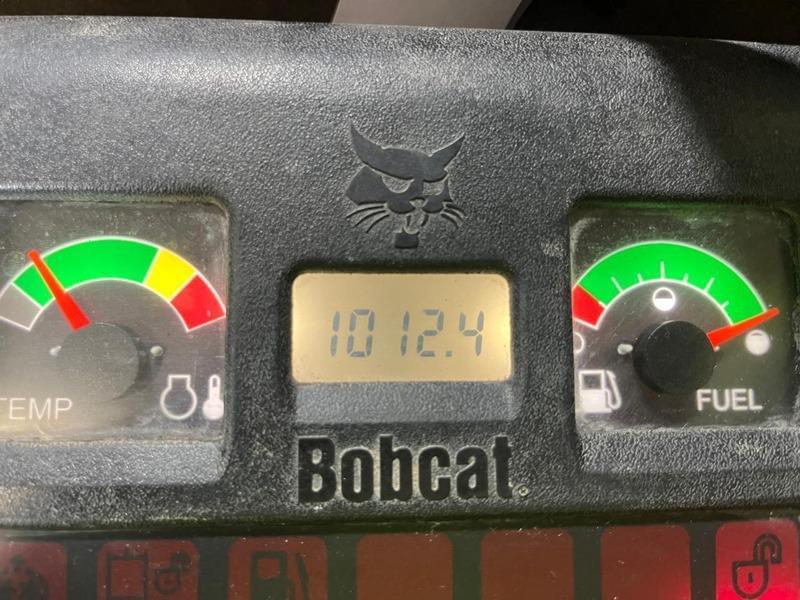 1012.4
TEMP
FUEL
Bobcat